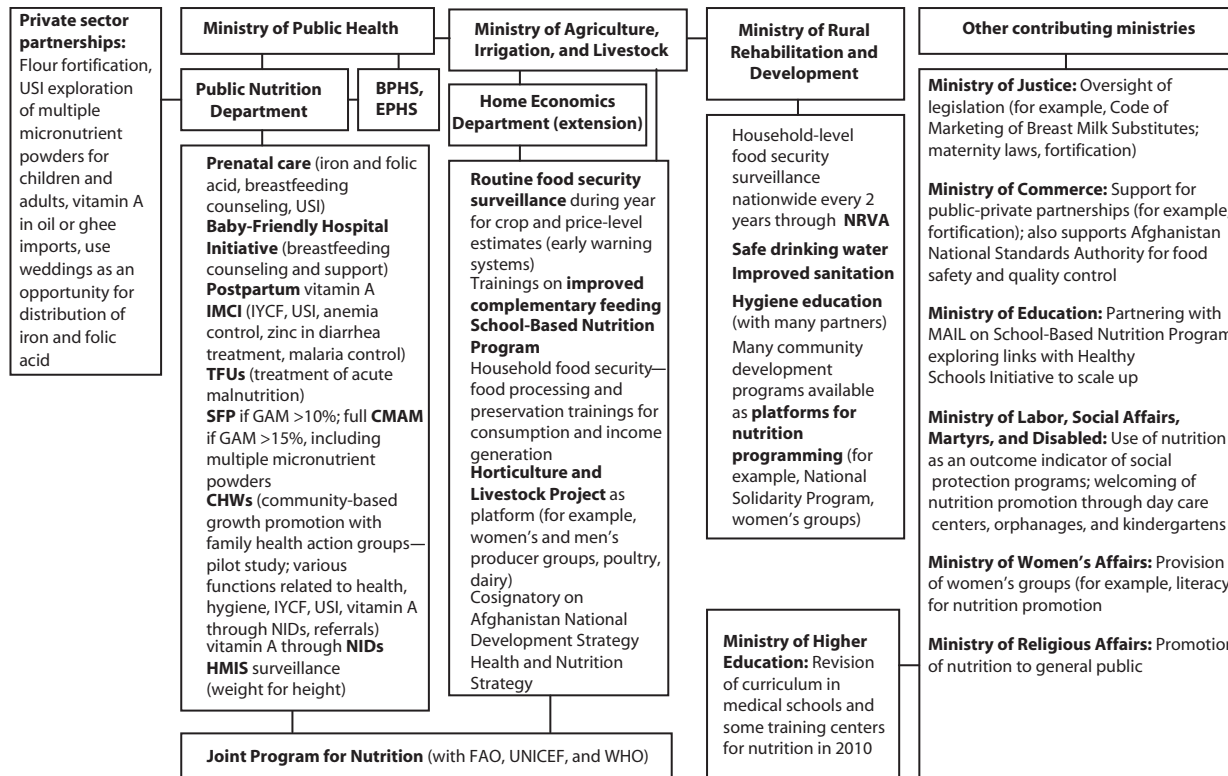 Private sector
partnerships:
Flour fortification,
USI exploration
of multiple
micronutrient
powders for
children and
adults, vitamin A
in oil or ghee
imports, use
weddings as an
opportunity for
distribution of
iron and folic
acid
Ministry of Public Health
Public Nutrition
Department
BPHS,
EPHS
Prenatal care (iron and folic
acid, breastfeeding
counseling, USI)
Baby-Friendly Hospital
Initiative (breastfeeding
counseling and support)
Postpartum vitamin A
IMCI (IYCF, USI, anemia
control, zinc in diarrhea
treatment, malaria control)
TFUs (treatment of acute
malnutrition)
SFP if GAM >10%; full CMAM
if GAM >15%, including
multiple micronutrient
powders
CHWs (community-based
growth promotion with
family health action groups—
pilot study; various
functions related to health,
hygiene, IYCF, USI, vitamin A
through NIDs, referrals)
vitamin A through NIDs
HMIS surveillance
(weight for height)
Ministry of Agriculture,
Irrigation, and Livestock
Home Economics
Department (extension)
Routine food security
surveillance during year
for crop and price-level
estimates (early warning
systems)
Trainings on improved
complementary feeding
School-Based Nutrition
Program
Household food security—
food processing and
preservation trainings for
consumption and income
generation
Horticulture and
Livestock Project as
platform (for example,
women's and men's
producer groups, poultry,
dairy)
Cosignatory on
Afghanistan National
Development Strategy
Health and Nutrition
Strategy
Joint Program for Nutrition (with FAO, UNICEF, and WHO)
Ministry of Rural
Rehabilitation and
Development
Household-level
food security
surveillance
nationwide every 2
years through NRVA
Safe drinking water
Improved sanitation
Hygiene education
(with many partners)
Many community
development
programs available
as platforms for
nutrition
programming (for
example, National
Solidarity Program,
women's groups)
Ministry of Higher
Education: Revision
of curriculum in
medical schools and
some training centers
for nutrition in 2010
Other contributing ministries
Ministry of Justice: Oversight of
legislation (for example, Code of
Marketing of Breast Milk Substitutes;
maternity laws, fortification)
Ministry of Commerce: Support for
public-private partnerships (for example,
fortification); also supports Afghanistan
National Standards Authority for food
safety and quality control
Ministry of Education: Partnering with
MAIL on School-Based Nutrition Program
exploring links with Healthy
Schools Initiative to scale up
Ministry of Labor, Social Affairs,
Martyrs, and Disabled: Use of nutrition
as an outcome indicator of social
protection programs; welcoming of
nutrition promotion through day care
centers, orphanages, and kindergartens
Ministry of Women's Affairs: Provision
of women's groups (for example, literacy
for nutrition promotion
Ministry of Religious Affairs: Promotion
of nutrition to general public